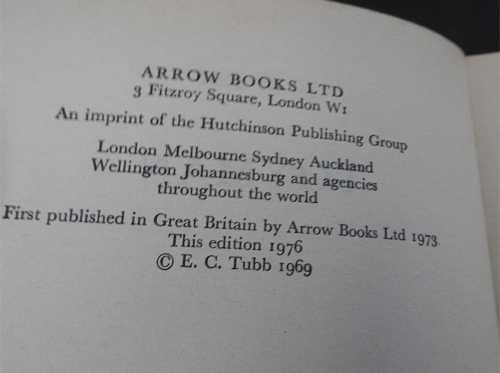 ARROW BOOKS LTD
3 Fitzroy Square, London W1
An imprint of the Hutchinson Publishing Group
London Melbourne Sydney Auckland
Wellington Johannesburg and agencies
throughout the world
First published in Great Britain by Arrow Books Ltd 1973
This edition 1976
© E. C. Tubb 1969